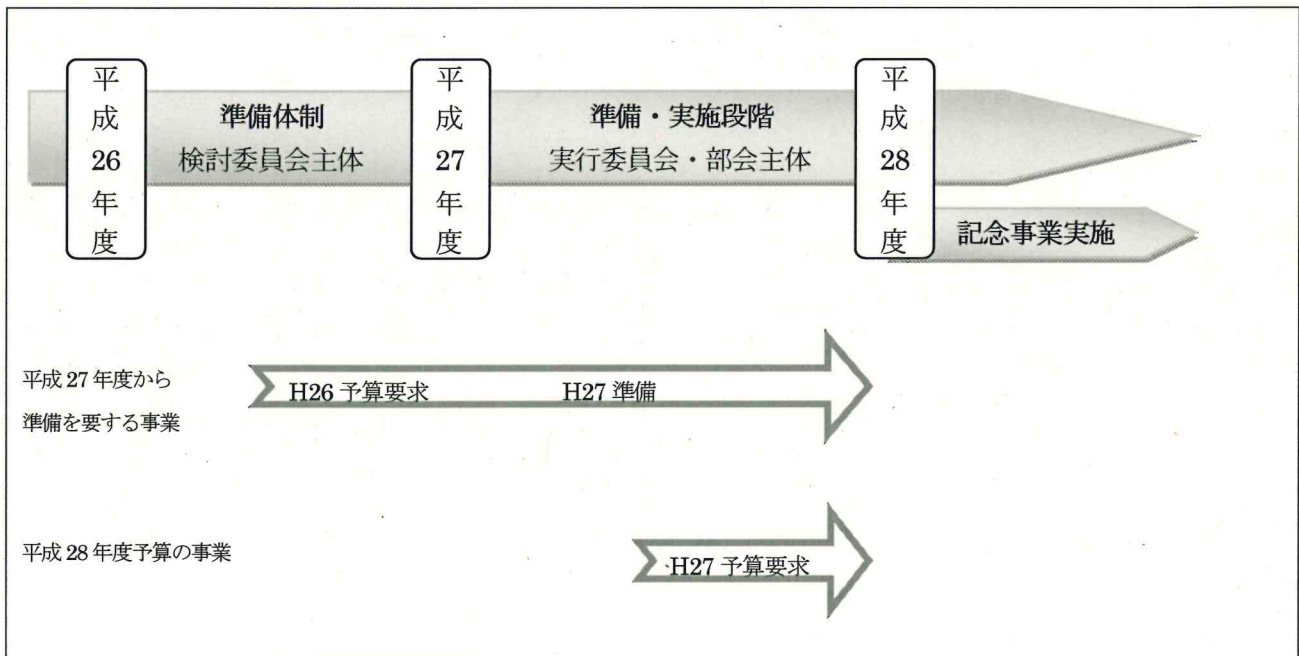 平成26年度
準備体制
検討委員会主体
平成27年度
準備・実施段階
実行委員会・部会主体
平成28年度
記念事業実施
平成27年度から
準備を要する事業
H26 予算要求
H27 準備
平成28年度予算の事業
H27 予算要求